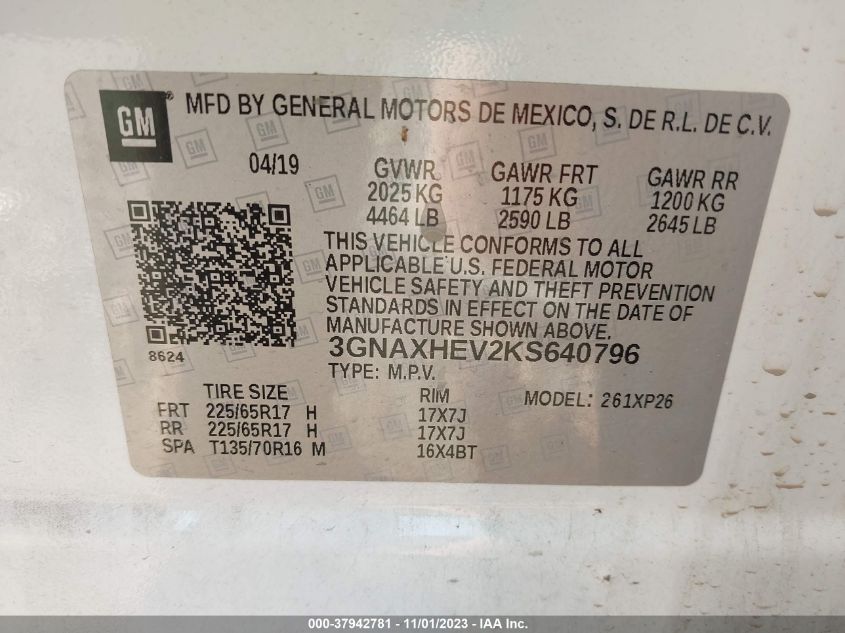 GM® MFD BY GENERAL MOTORS DE MEXICO, S. DE R.L. DE C.V.
04/19 GVWR GAWR FRT GAWR RR
2025 KG 1175 KG 1200 KG
4464 LB 2590 LB 2645 LB
THIS VEHICLE CONFORMS TO ALL
APPLICABLE U.S. FEDERAL MOTOR
VEHICLE SAFETY AND THEFT PREVENTION
STANDARDS IN EFFECT ON THE DATE OF
MANUFACTURE SHOWN ABOVE.
8624 3GNAXHEV2KS640796
TYPE: M.P.V.
TIRE SIZE RIM MODEL: 261XP26
FRT 225/65R17 H 17X7J
RR 225/65R17 H 17X7J
SPA T135/70R16 M 16X4BT
000-37942781 - 11/01/2023 - IAA Inc.